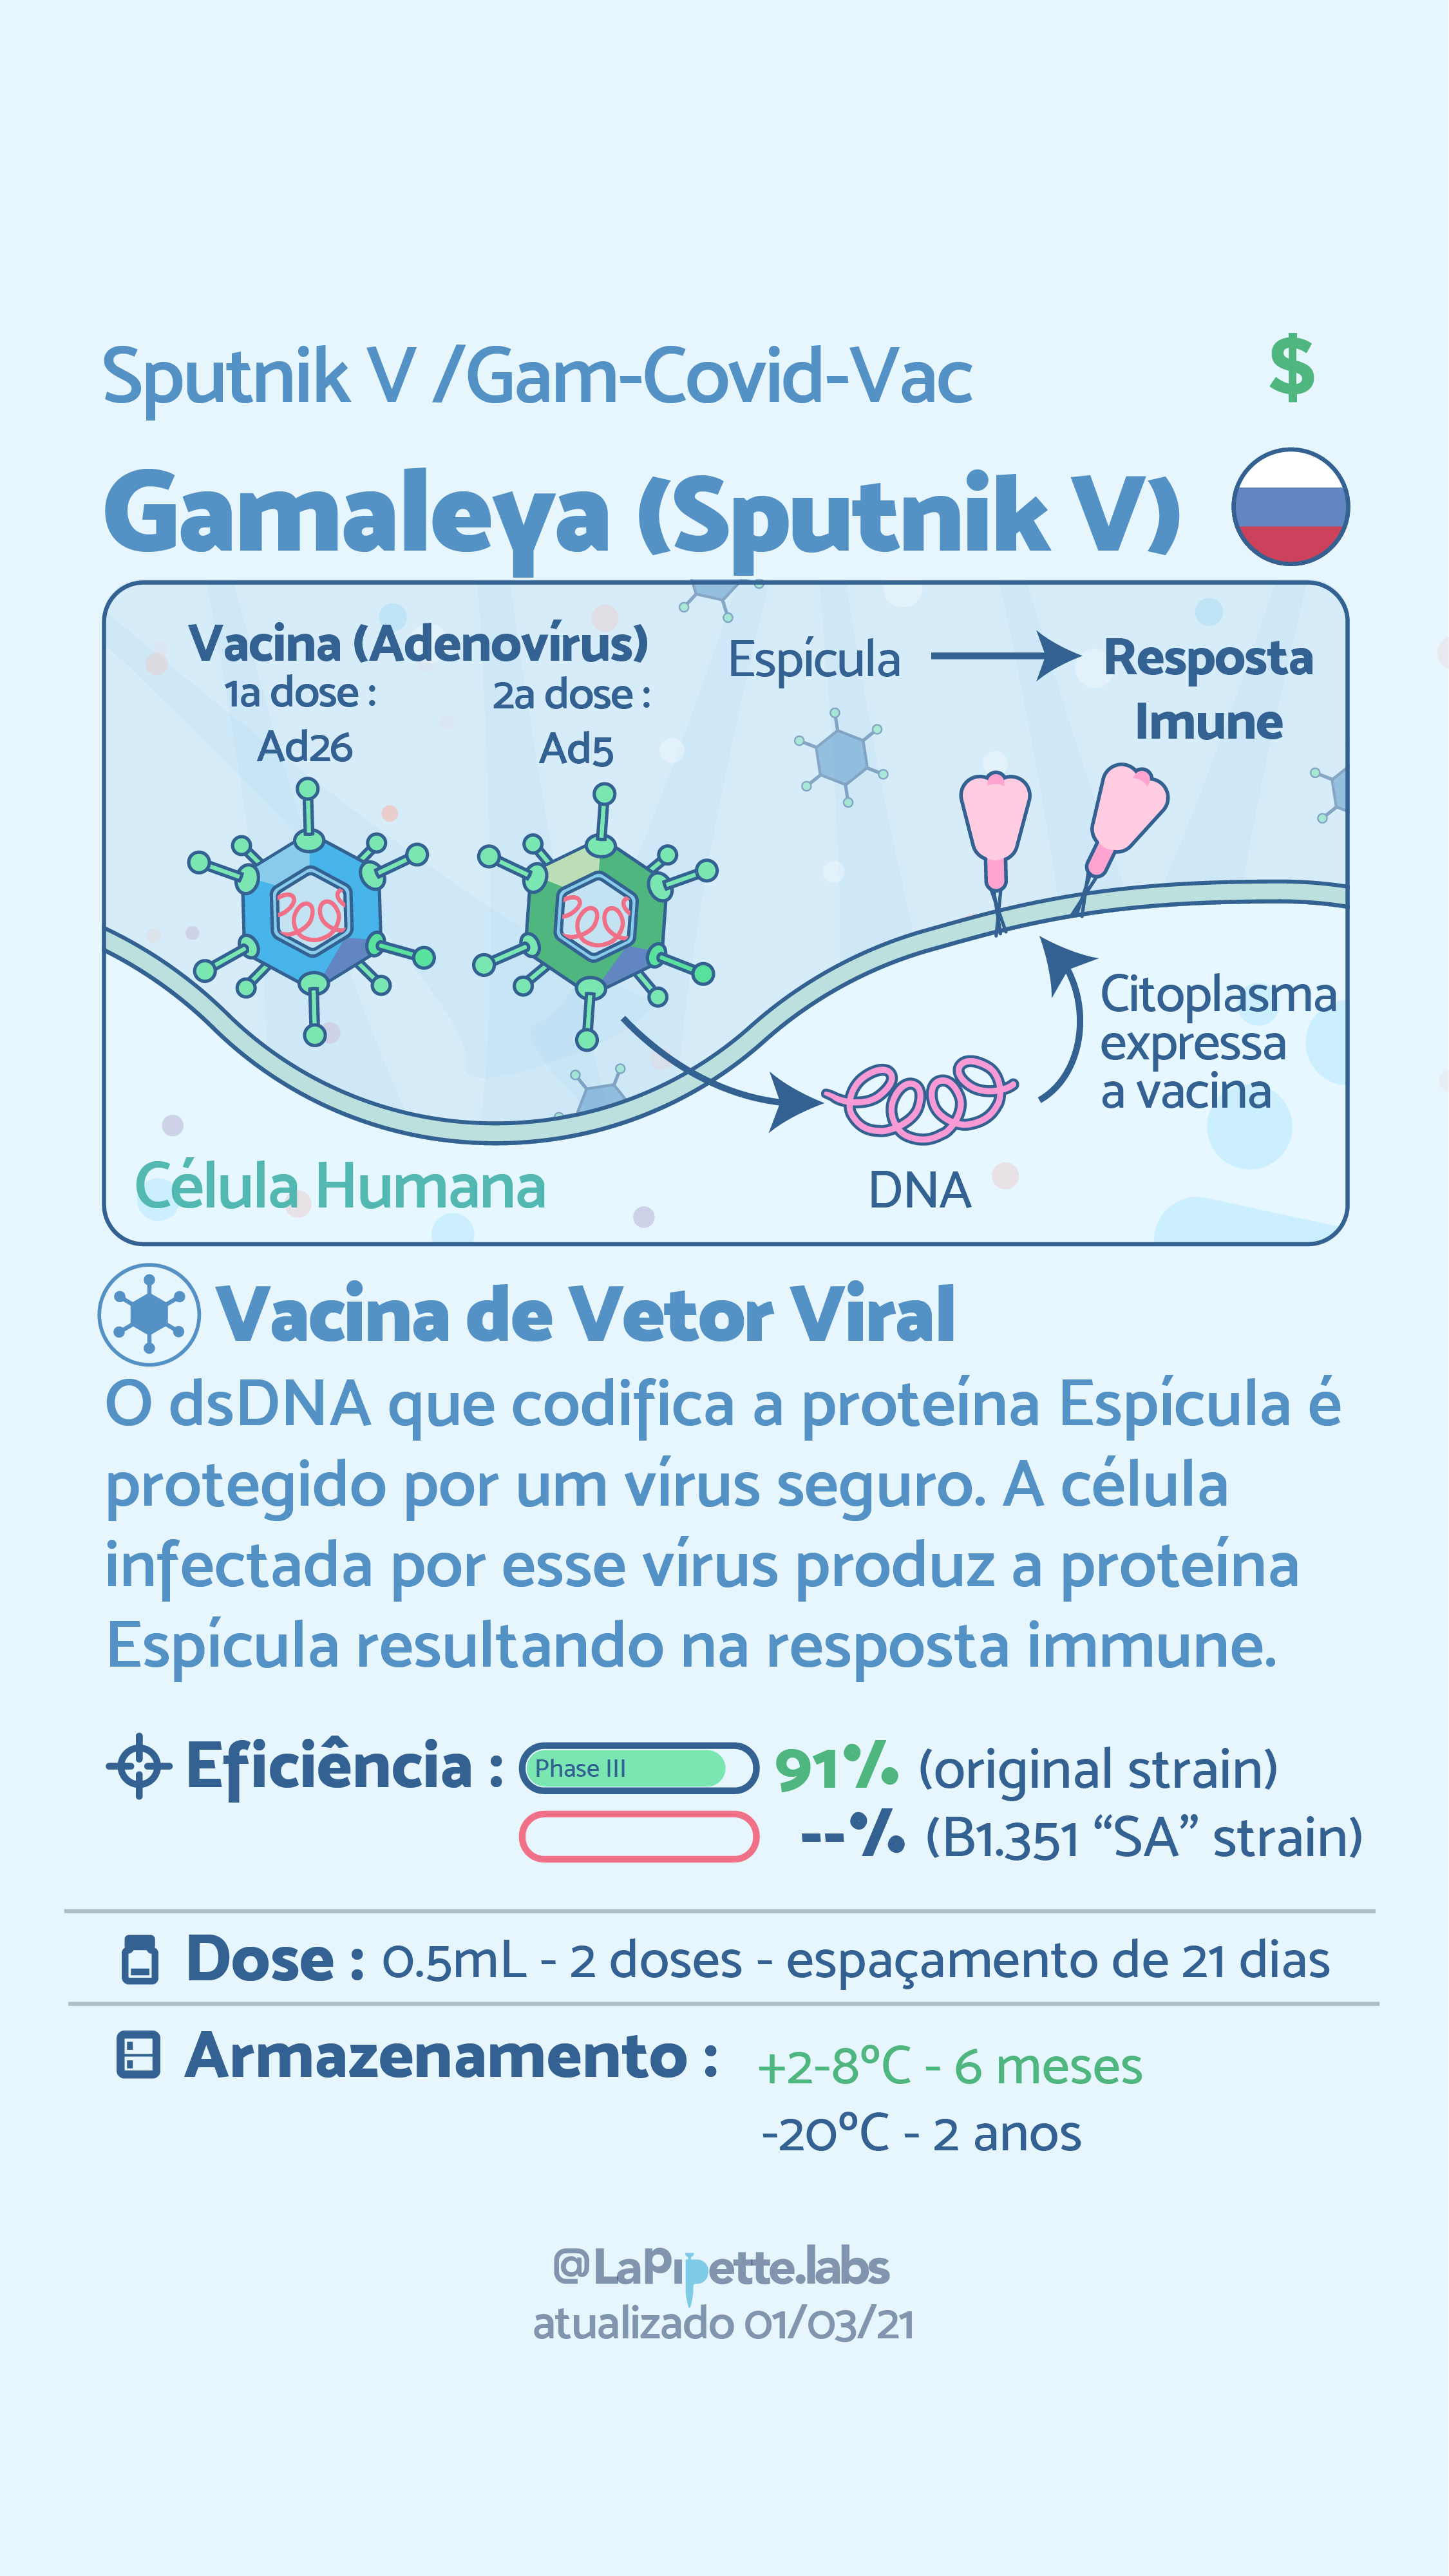 Sputnik V /Gam-Covid-Vac
$
Gamaleya (Sputnik V)
Vacina (Adenovírus)
1a dose :
Ad26
2a dose :
Ad5
Espícula
Resposta
Imune
Citoplasma
expressa
a vacina
DNA
Célula Humana
Vacina de Vetor Viral
O dsDNA que codifica a proteína Espícula é
protegido por um vírus seguro. A célula
infectada por esse vírus produz a proteína
Espícula resultando na resposta immune.
Eficiência : Phase III 91% (original strain)
--% (B1.351 “SA” strain)
Dose : 0.5mL - 2 doses - espaçamento de 21 dias
Armazenamento : +2-8ºC - 6 meses
-20ºC - 2 anos
@LaPipette.labs
atualizado 01/03/21